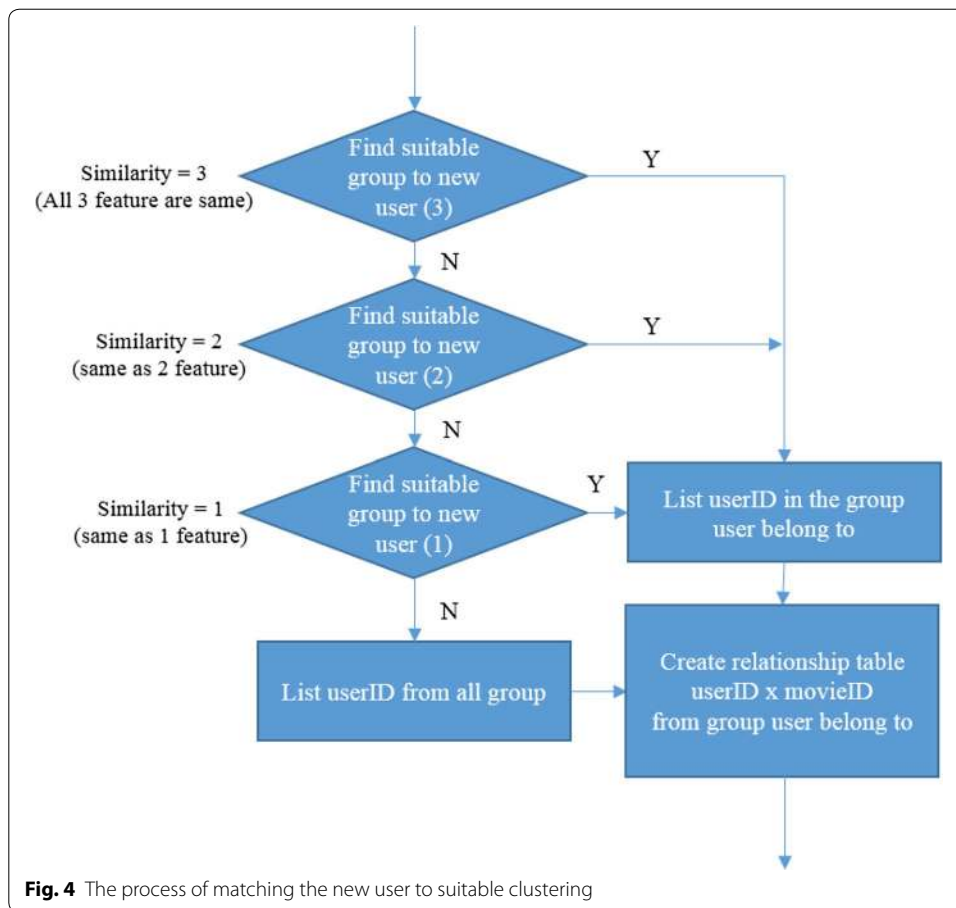 Similarity = 3
(All 3 feature are same)
Find suitable
group to new
user (3)
Y
N
Similarity = 2
(same as 2 feature)
Find suitable
group to new
user (2)
Y
N
Similarity = 1
(same as 1 feature)
Find suitable
group to new
user (1)
Y
List userID in the group
user belong to
N
List userID from all group
Create relationship table
userID x movieID
from group user belong to
Fig. 4 The process of matching the new user to suitable clustering